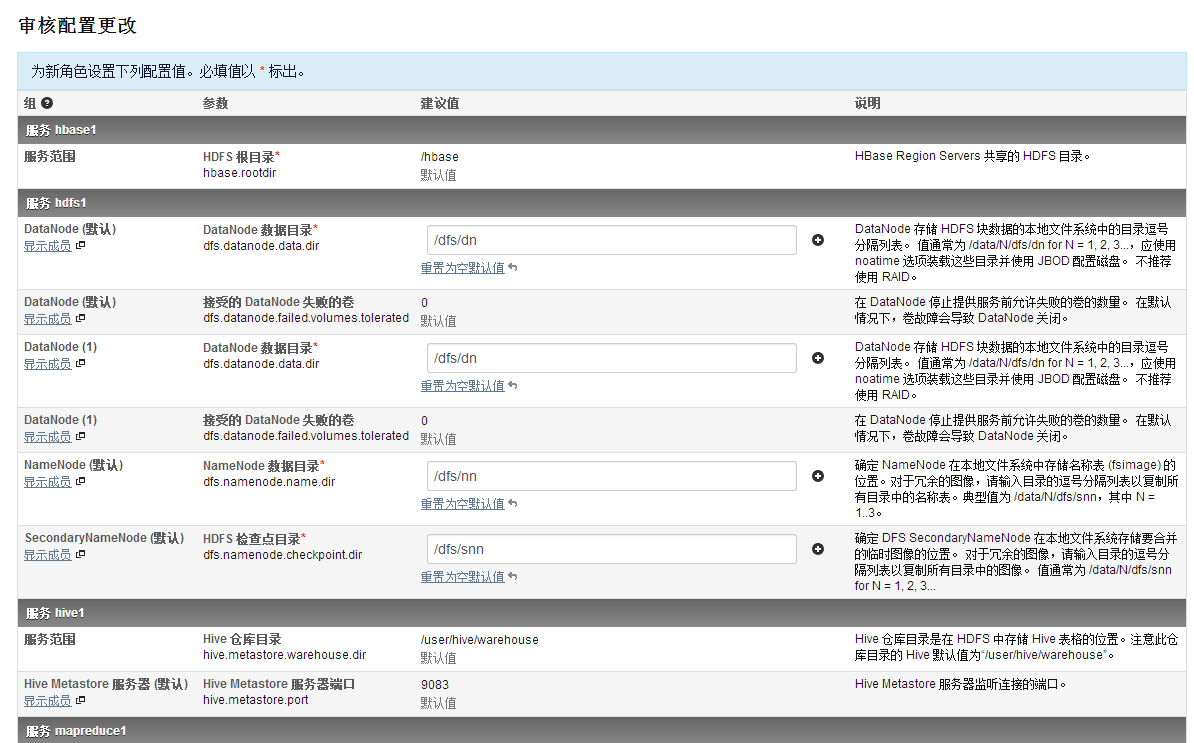 审核配置更改
为新角色设置下列配置值。必填值以 * 标出。
组 参数 建议值 说明
服务 hbase1
服务范围 HDFS 根目录* /hbase HBase Region Servers 共享的 HDFS 目录。
hbase.rootdir 默认值
服务 hdfs1
DataNode (默认) DataNode 数据目录* /dfs/dn DataNode 存储 HDFS 块数据的本地文件系统中的目录逗号
显示成员 dfs.datanode.data.dir 分隔列表。 值通常为 /data/N/dfs/dn for N = 1, 2, 3...，应使用
重置为空默认值 noatime 选项装载这些目录并使用 JBOD 配置磁盘。 不推荐
使用 RAID。
DataNode (默认) 接受的 DataNode 失败的卷 0 在 DataNode 停止提供服务前允许失败的卷的数量。 在默认
显示成员 dfs.datanode.failed.volumes.tolerated 默认值 情况下，卷故障会导致 DataNode 关闭。
DataNode (1) DataNode 数据目录* /dfs/dn DataNode 存储 HDFS 块数据的本地文件系统中的目录逗号
显示成员 dfs.datanode.data.dir 分隔列表。 值通常为 /data/N/dfs/dn for N = 1, 2, 3...，应使用
重置为空默认值 noatime 选项装载这些目录并使用 JBOD 配置磁盘。 不推荐
使用 RAID。
DataNode (1) 接受的 DataNode 失败的卷 0 在 DataNode 停止提供服务前允许失败的卷的数量。 在默认
显示成员 dfs.datanode.failed.volumes.tolerated 默认值 情况下，卷故障会导致 DataNode 关闭。
NameNode (默认) NameNode 数据目录* /dfs/nn 确定 NameNode 在本地文件系统中存储名称表 (fsimage) 的
显示成员 dfs.namenode.name.dir 位置。对于冗余的图像，请输入目录的逗号分隔列表以复制所
重置为空默认值 有目录中的名称表。典型值为 /data/N/dfs/snn，其中 N =
1..3。
SecondaryNameNode (默认) HDFS 检查点目录* /dfs/snn 确定 DFS SecondaryNameNode 在本地文件系统存储要合并
显示成员 dfs.namenode.checkpoint.dir 的临时图像的位置。 对于冗余的图像，请输入目录的逗号分
重置为空默认值 隔列表以复制所有目录中的图像。 值通常为 /data/N/dfs/snn
for N = 1, 2, 3...
服务 hive1
服务范围 Hive 仓库目录 /user/hive/warehouse Hive 仓库目录是在 HDFS 中存储 Hive 表格的位置。注意此仓
hive.metastore.warehouse.dir 默认值 库目录的 Hive 默认值为“/user/hive/warehouse”。
Hive Metastore 服务器 (默认) Hive Metastore 服务器端口 9083 Hive Metastore 服务器监听连接的端口。
显示成员 hive.metastore.port 默认值
服务 mapreduce1